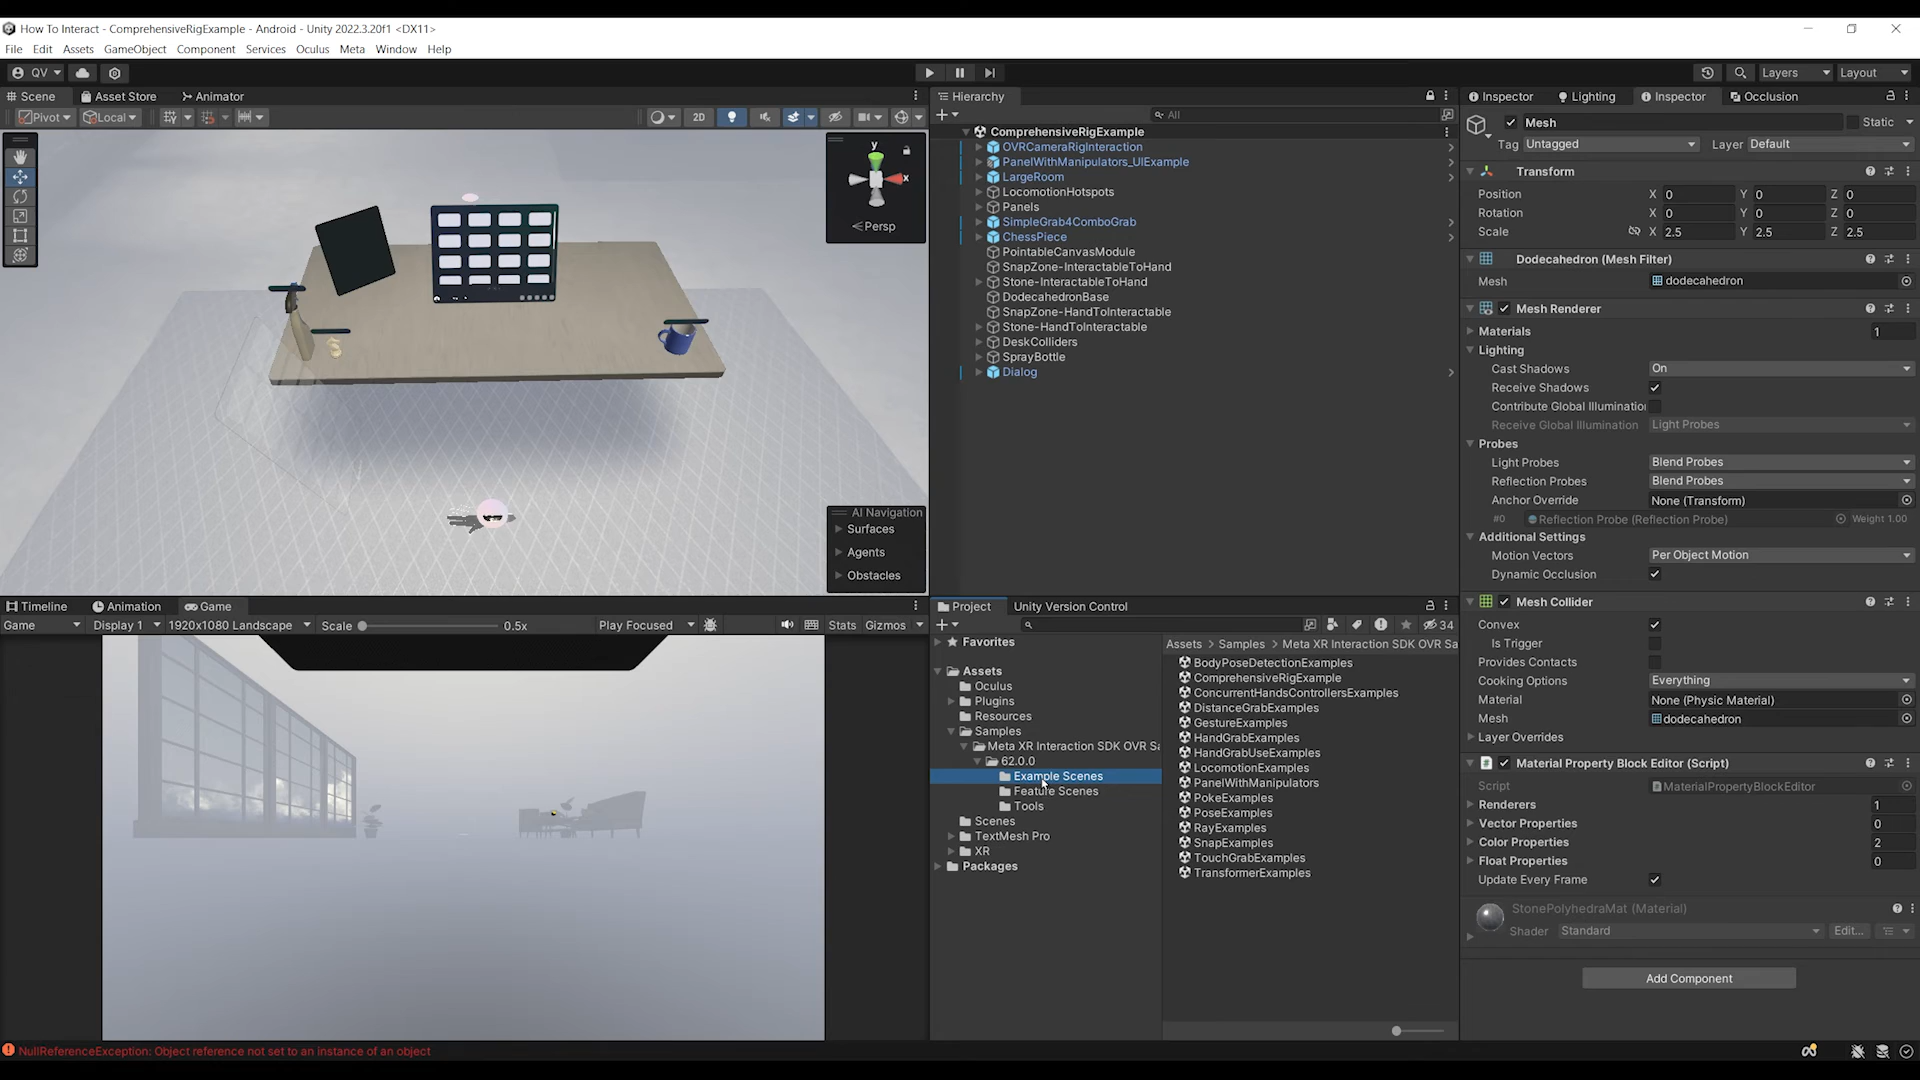 How To Interact - ComprehensiveRigExample - Android - Unity 2022.3.20f1 <DX11>
File Edit Assets GameObject Component Services Oculus Meta Window Help
QV
Layers
Layout
Scene
Asset Store
Animator
Pivot
Local
2D
y
x
Persp
AI Navigation
Surfaces
Agents
Obstacles
Timeline
Animation
Game
Game
Display 1
1920x1080 Landscape
Scale
0.5x
Play Focused
Stats
Gizmos
Hierarchy
All
ComprehensiveRigExample
OVRCameraRigInteraction
PanelWithManipulators_UIExample
LargeRoom
LocomotionHotspots
Panels
SimpleGrab4ComboGrab
ChessPiece
PointableCanvasModule
SnapZone-InteractableToHand
Stone-InteractableToHand
DodecahedronBase
SnapZone-HandToInteractable
Stone-HandToInteractable
DeskColliders
SprayBottle
Dialog
Project
Unity Version Control
34
Favorites
Assets
Oculus
Plugins
Resources
Samples
Meta XR Interaction SDK OVR Sa
62.0.0
Example Scenes
Feature Scenes
Tools
Scenes
TextMesh Pro
XR
Packages
Assets > Samples > Meta XR Interaction SDK OVR Sa
BodyPoseDetectionExamples
ComprehensiveRigExample
ConcurrentHandsControllersExamples
DistanceGrabExamples
GestureExamples
HandGrabExamples
HandGrabUseExamples
LocomotionExamples
PanelWithManipulators
PokeExamples
PoseExamples
RayExamples
SnapExamples
TouchGrabExamples
TransformerExamples
Inspector
Lighting
Inspector
Occlusion
Mesh
Static
Tag Untagged
Layer Default
Transform
Position X 0 Y 0 Z 0
Rotation X 0 Y 0 Z 0
Scale X 2.5 Y 2.5 Z 2.5
Dodecahedron (Mesh Filter)
Mesh dodecahedron
Mesh Renderer
Materials 1
Lighting
Cast Shadows On
Receive Shadows
Contribute Global Illuminatio
Receive Global Illumination Light Probes
Probes
Light Probes Blend Probes
Reflection Probes Blend Probes
Anchor Override None (Transform)
#0 Reflection Probe (Reflection Probe) Weight 1.00
Additional Settings
Motion Vectors Per Object Motion
Dynamic Occlusion
Mesh Collider
Convex
Is Trigger
Provides Contacts
Cooking Options Everything
Material None (Physic Material)
Mesh dodecahedron
Layer Overrides
Material Property Block Editor (Script)
Script MaterialPropertyBlockEditor
Renderers 1
Vector Properties 0
Color Properties 2
Float Properties 0
Update Every Frame
StonePolyhedraMat (Material)
Shader Standard Edit...
Add Component
NullReferenceException: Object reference not set to an instance of an object